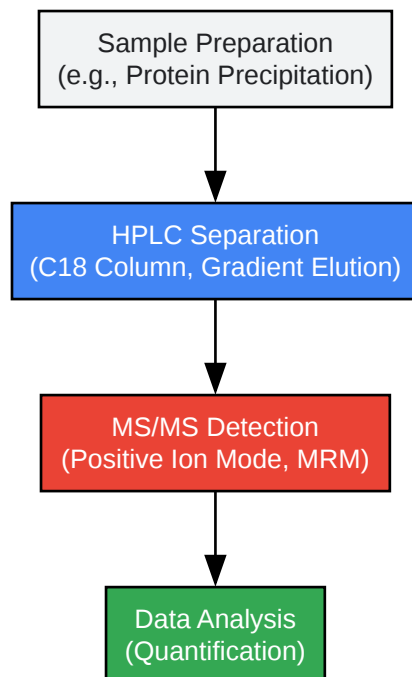 Sample Preparation
(e.g., Protein Precipitation)
HPLC Separation
(C18 Column, Gradient Elution)
MS/MS Detection
(Positive Ion Mode, MRM)
Data Analysis
(Quantification)